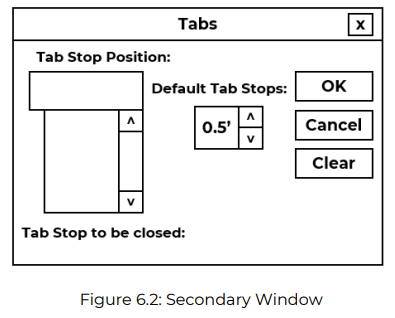 Tabs
X
Tab Stop Position:
Default Tab Stops:
OK
0.5’
Cancel
Clear
Tab Stop to be closed:
Figure 6.2: Secondary Window